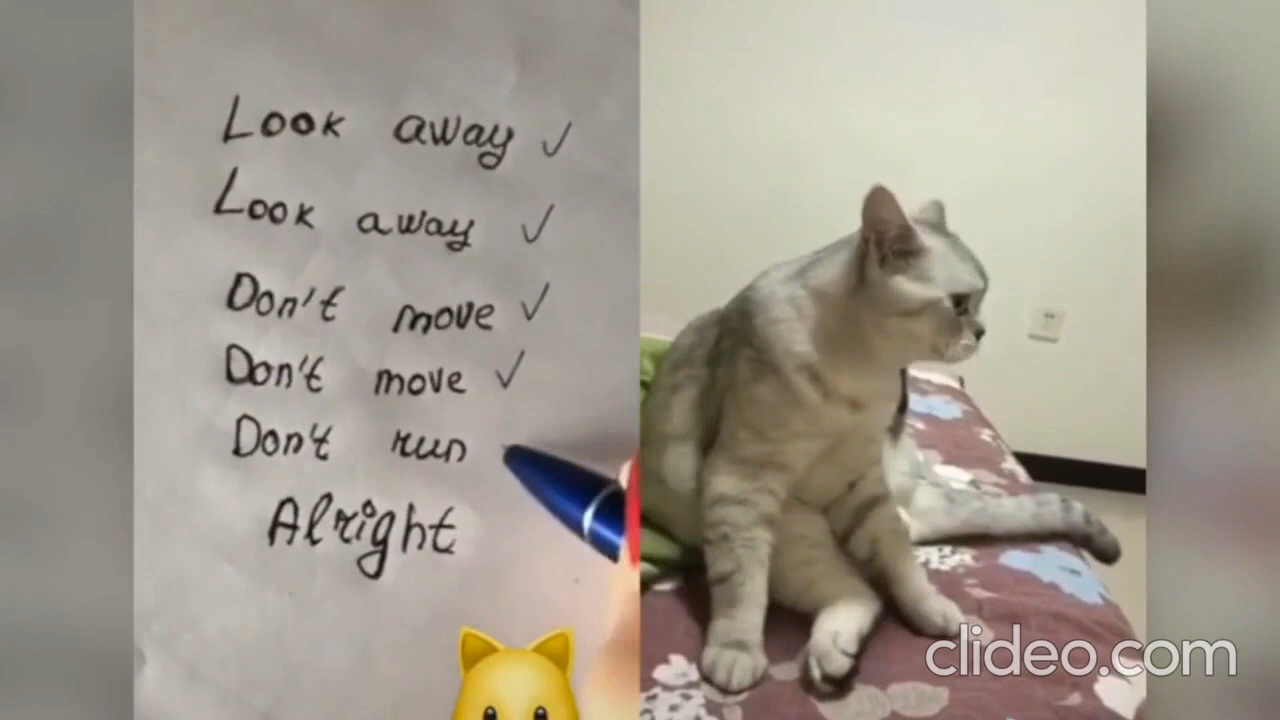 Look away ✓
Look away ✓
Don't move ✓
Don't move ✓
Don't run
Alright
clideo.com